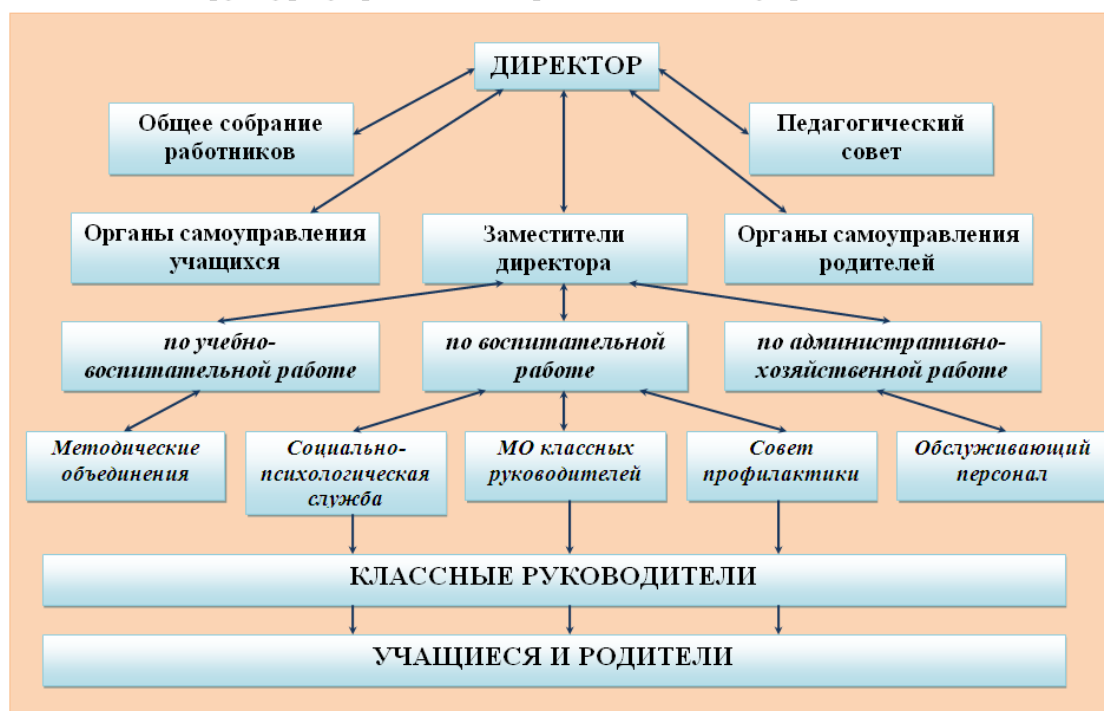 ДИРЕКТОР
Общее собрание
работников
Педагогический
совет
Органы самоуправления
учащихся
Заместители
директора
Органы самоуправления
родителей
по учебно-
воспитательной работе
по воспитательной
работе
по административно-
хозяйственной работе
Методические
объединения
Социально-
психологическая
служба
МО классных
руководителей
Совет
профилактики
Обслуживающий
персонал
КЛАССНЫЕ РУКОВОДИТЕЛИ
УЧАЩИЕСЯ И РОДИТЕЛИ